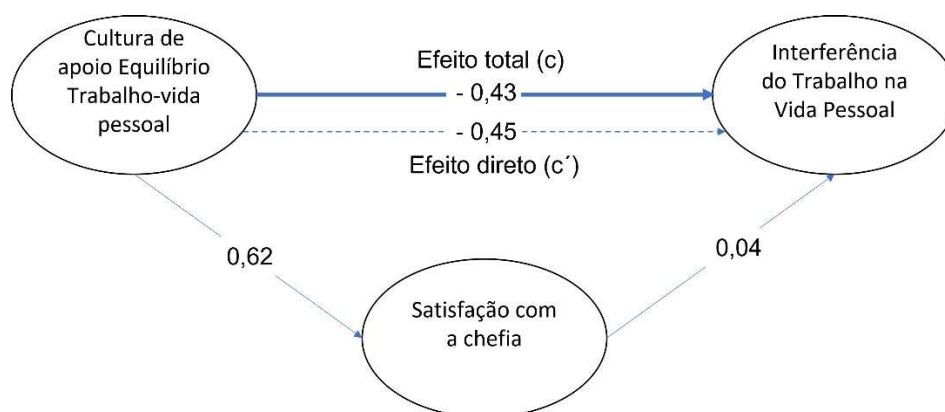 Cultura de
apoio Equilíbrio
Trabalho-vida
pessoal
Efeito total (c)
- 0,43
- 0,45
Efeito direto (c´)
Interferência
do Trabalho na
Vida Pessoal
0,62
0,04
Satisfação com
a chefia